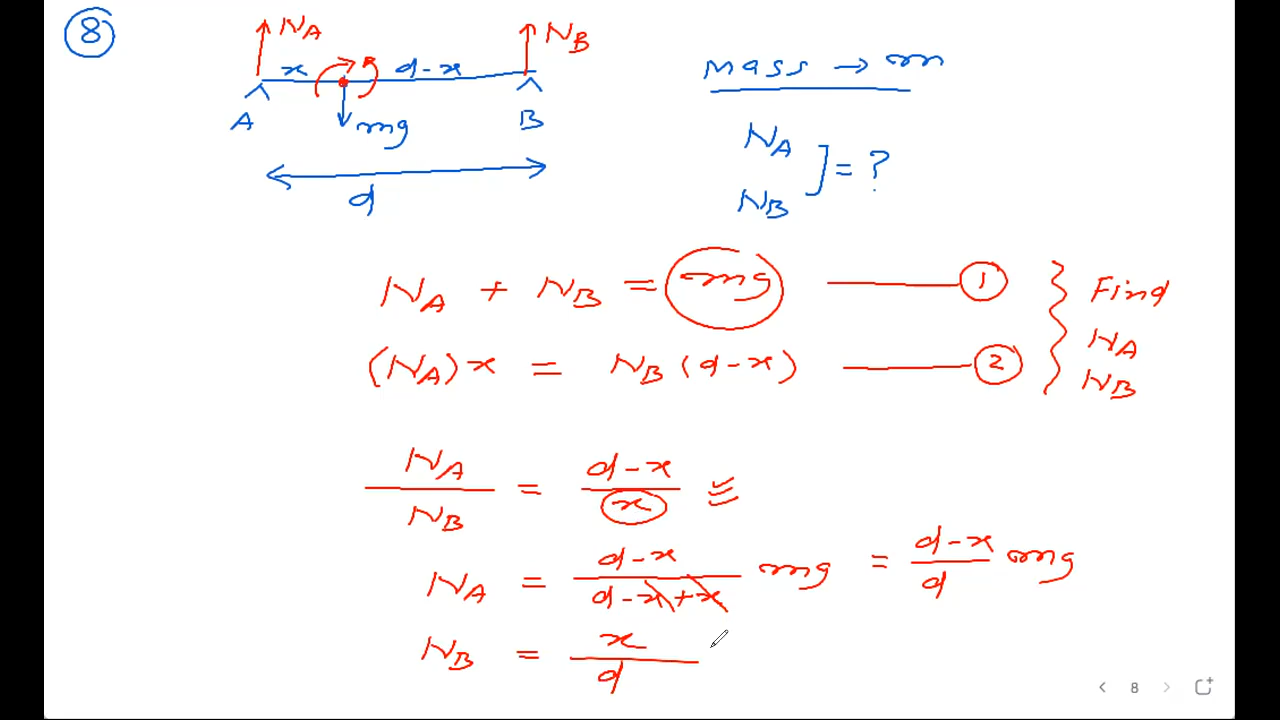 8
N_A N_B
x d-x
mass → m
A mg B
N_A
N_B ] = ?
d
N_A + N_B = mg ——— 1
(N_A)x = N_B (d-x) ——— 2
Find
N_A
N_B
N_A / N_B = d-x / x
N_A = d-x / d-x+x mg = d-x / d mg
N_B = x / d
< 8 >